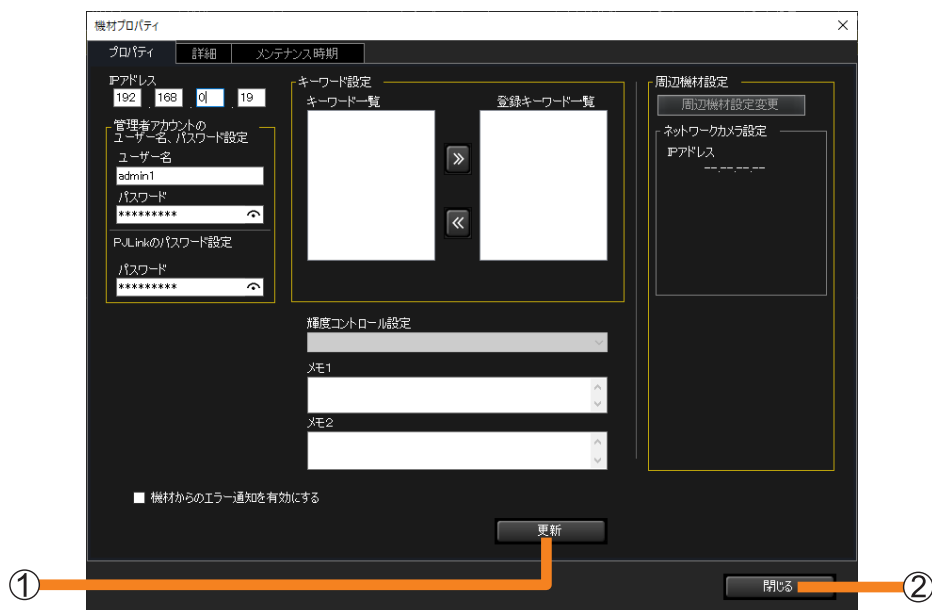 機材プロパティ
プロパティ 詳細 メンテナンス時期
IPアドレス
192 . 168 . 0 . 19
管理者アカウントの
ユーザー名、パスワード設定
ユーザー名
admin1
パスワード
*********
PJLinkのパスワード設定
パスワード
*********
キーワード設定
キーワード一覧 登録キーワード一覧
輝度コントロール設定
メモ1
メモ2
周辺機材設定
周辺機材設定変更
ネットワークカメラ設定
IPアドレス
--.--.--.--
機材からのエラー通知を有効にする
更新
① 閉じる ②